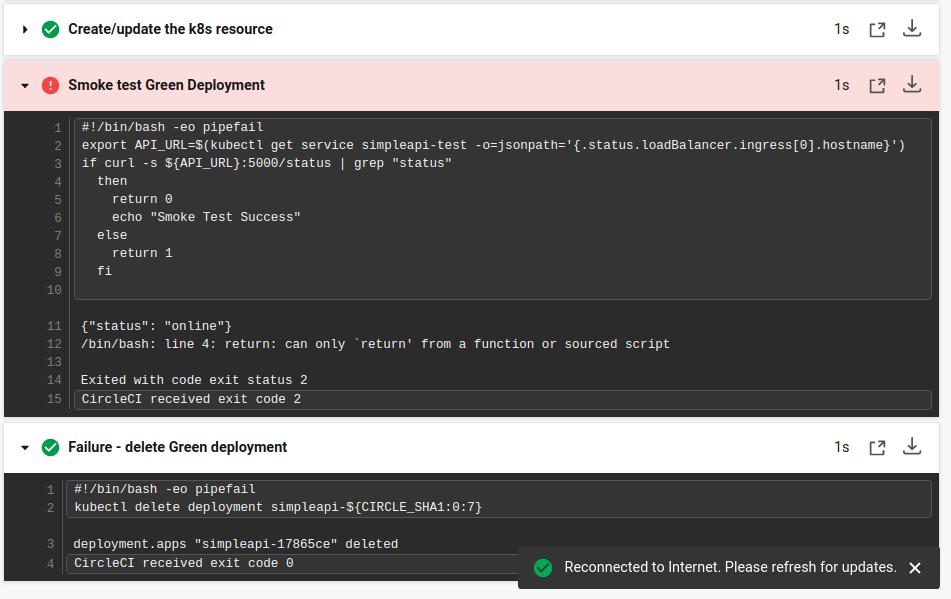 Create/update the k8s resource 1s
Smoke test Green Deployment 1s
1 #!/bin/bash -eo pipefail
2 export API_URL=$(kubectl get service simpleapi-test -o=jsonpath='{.status.loadBalancer.ingress[0].hostname}')
3 if curl -s ${API_URL}:5000/status | grep "status"
4   then
5     return 0
6     echo "Smoke Test Success"
7   else
8     return 1
9   fi
10
11 {"status": "online"}
12 /bin/bash: line 4: return: can only `return' from a function or sourced script
13
14 Exited with code exit status 2
15 CircleCI received exit code 2
Failure - delete Green deployment 1s
1 #!/bin/bash -eo pipefail
2 kubectl delete deployment simpleapi-${CIRCLE_SHA1:0:7}
3 deployment.apps "simpleapi-17865ce" deleted
4 CircleCI received exit code 0
Reconnected to Internet. Please refresh for updates.